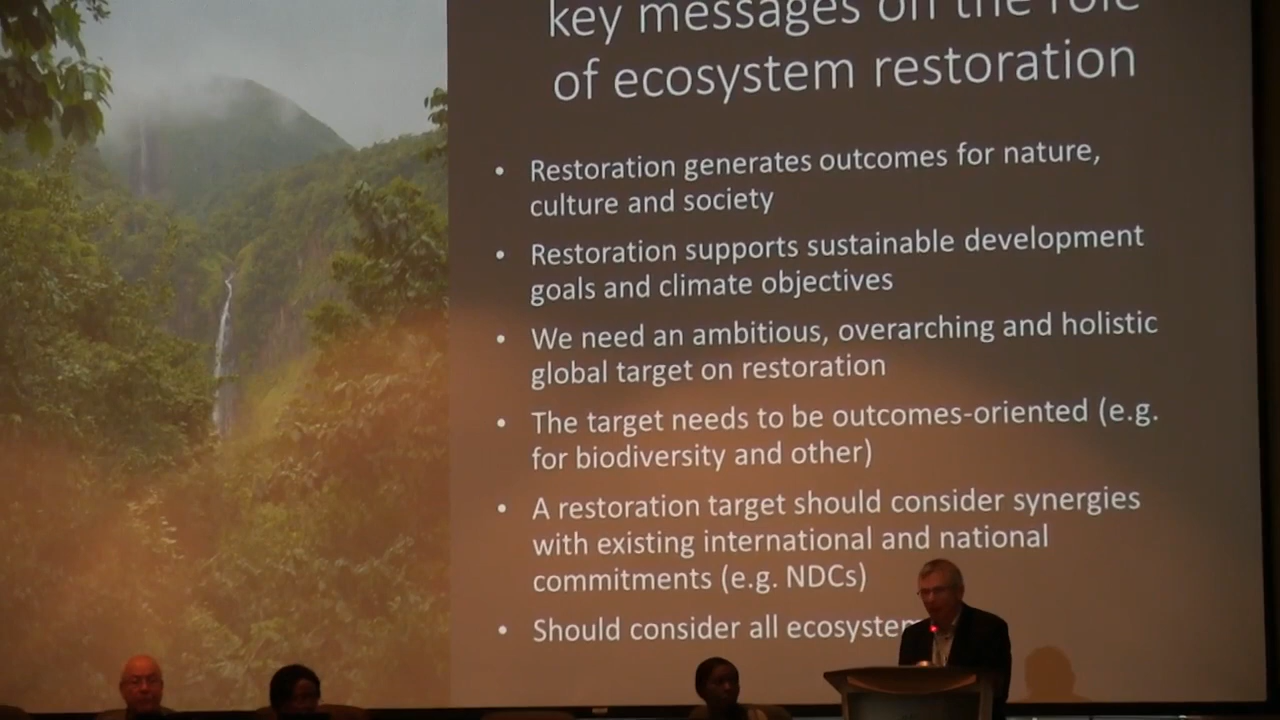 key messages on the role
of ecosystem restoration
• Restoration generates outcomes for nature,
culture and society
• Restoration supports sustainable development
goals and climate objectives
• We need an ambitious, overarching and holistic
global target on restoration
• The target needs to be outcomes-oriented (e.g.
for biodiversity and other)
• A restoration target should consider synergies
with existing international and national
commitments (e.g. NDCs)
• Should consider all